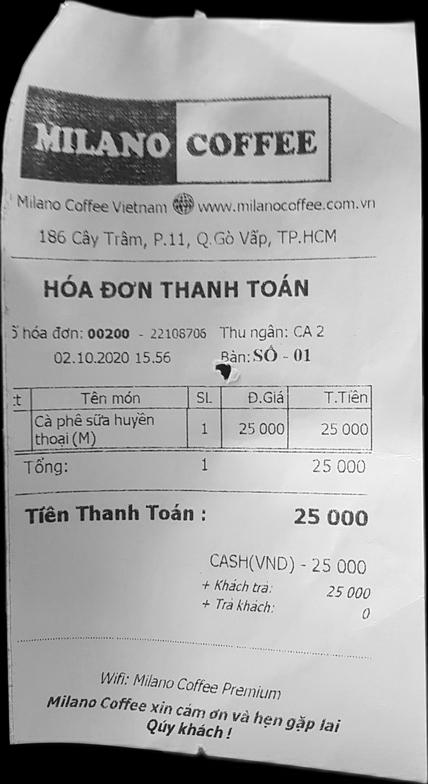 MILANO COFFEE
Milano Coffee Vietnam www.milanocoffee.com.vn
186 Cây Trâm, P.11, Q.Gò Vấp, TP.HCM
HÓA ĐƠN THANH TOÁN
ố hóa đơn: 00200 - 22108706 Thu ngân: CA 2
02.10.2020 15.56 Bàn: SỐ - 01
t Tên món SL Đ.Giá T.Tiền
Cà phê sữa huyền
thoại (M) 1 25 000 25 000
Tổng: 1 25 000
Tiền Thanh Toán : 25 000
CASH(VND) - 25 000
+ Khách trả: 25 000
+ Trả khách: 0
Wifi: Milano Coffee Premium
Milano Coffee xin cám ơn và hẹn gặp lại
Qúy khách !